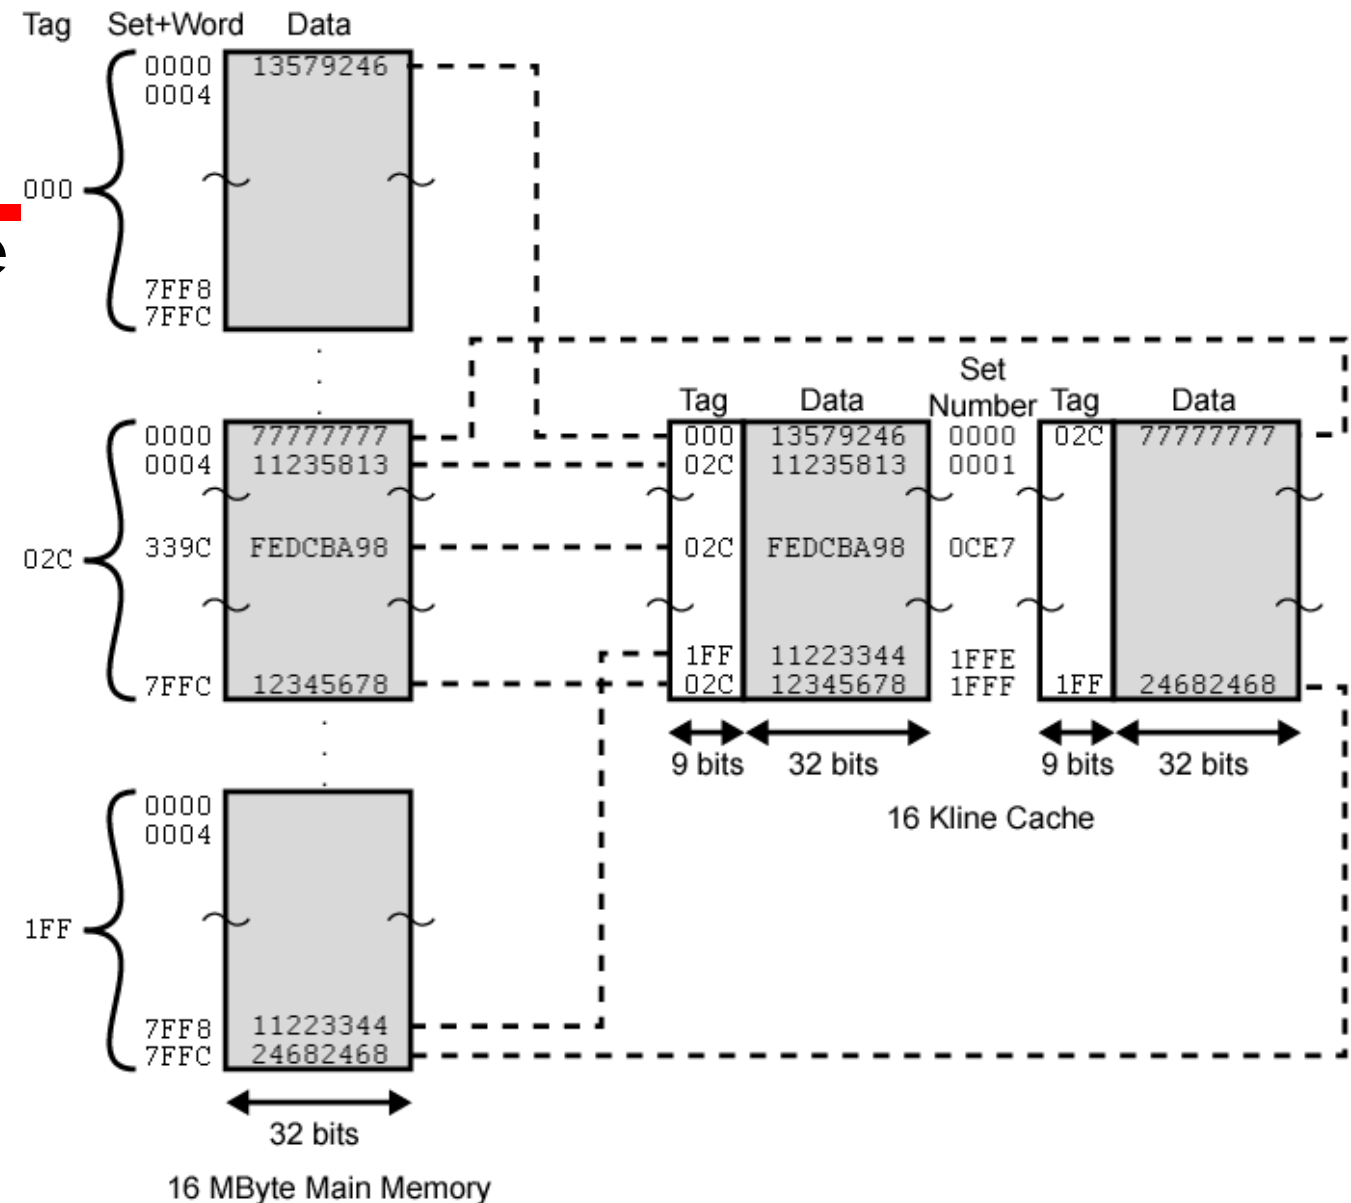 Tag Set+Word Data
0000 13579246
0004
000
e
7FF8
7FFC
Set
Tag Data Number Tag Data
0000 77777777 000 13579246 0000 02C 77777777
0004 11235813 02C 11235813 0001
02C 339C FEDCBA98 02C FEDCBA98 0CE7
1FF 11223344 1FFE
7FFC 12345678 02C 12345678 1FFF 1FF 24682468
9 bits 32 bits 9 bits 32 bits
0000
0004
16 Kline Cache
1FF
7FF8 11223344
7FFC 24682468
32 bits
16 MByte Main Memory